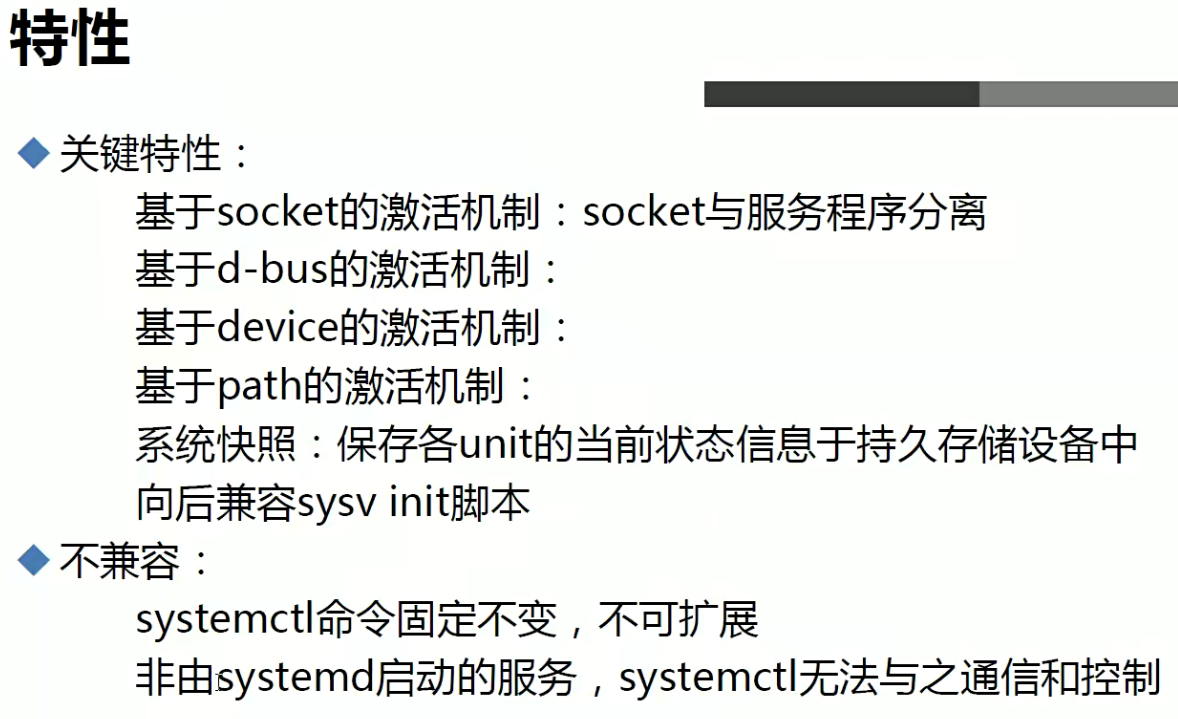 特性
关键特性：
基于socket的激活机制：socket与服务程序分离
基于d-bus的激活机制：
基于device的激活机制：
基于path的激活机制：
系统快照：保存各unit的当前状态信息于持久存储设备中
向后兼容sysv init脚本
不兼容：
systemctl命令固定不变，不可扩展
非由systemd启动的服务，systemctl无法与之通信和控制